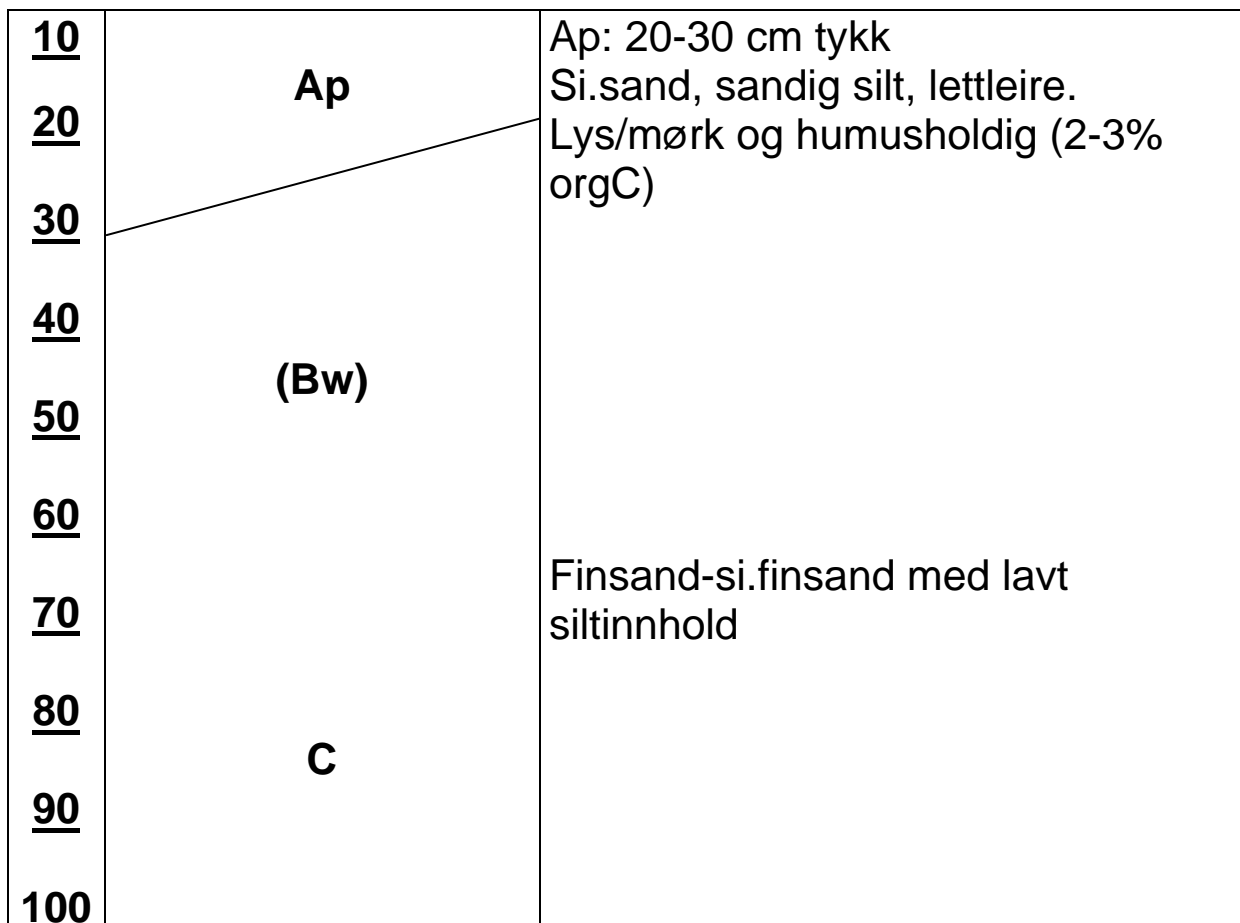 10
Ap
20
30
40
(Bw)
50
60
70
80
C
90
100
Ap: 20-30 cm tykk
Si.sand, sandig silt, lettleire.
Lys/mørk og humusholdig (2-3%
orgC)
Finsand-si.finsand med lavt
siltinnhold